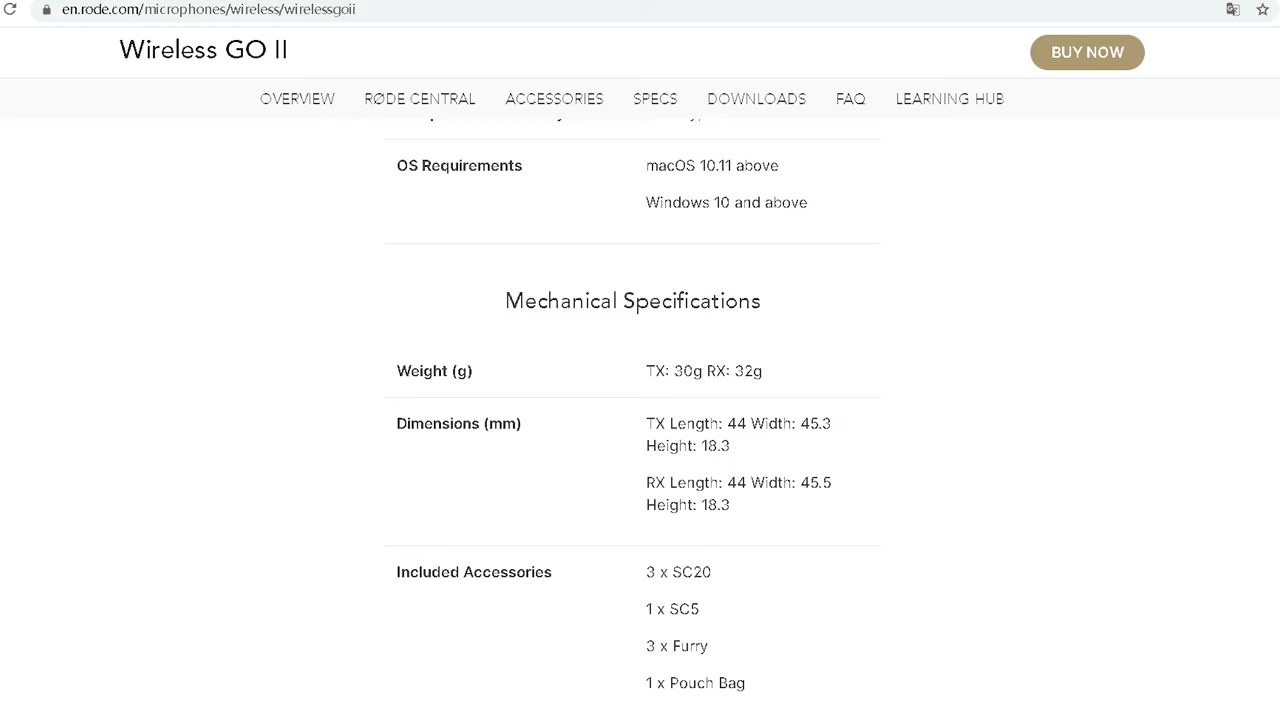 en.rode.com/microphones/wireless/wirelessgoii
Wireless GO II
BUY NOW
OVERVIEW RØDE CENTRAL ACCESSORIES SPECS DOWNLOADS FAQ LEARNING HUB
OS Requirements macOS 10.11 above
Windows 10 and above
Mechanical Specifications
Weight (g) TX: 30g RX: 32g
Dimensions (mm) TX Length: 44 Width: 45.3
Height: 18.3
RX Length: 44 Width: 45.5
Height: 18.3
Included Accessories 3 x SC20
1 x SC5
3 x Furry
1 x Pouch Bag